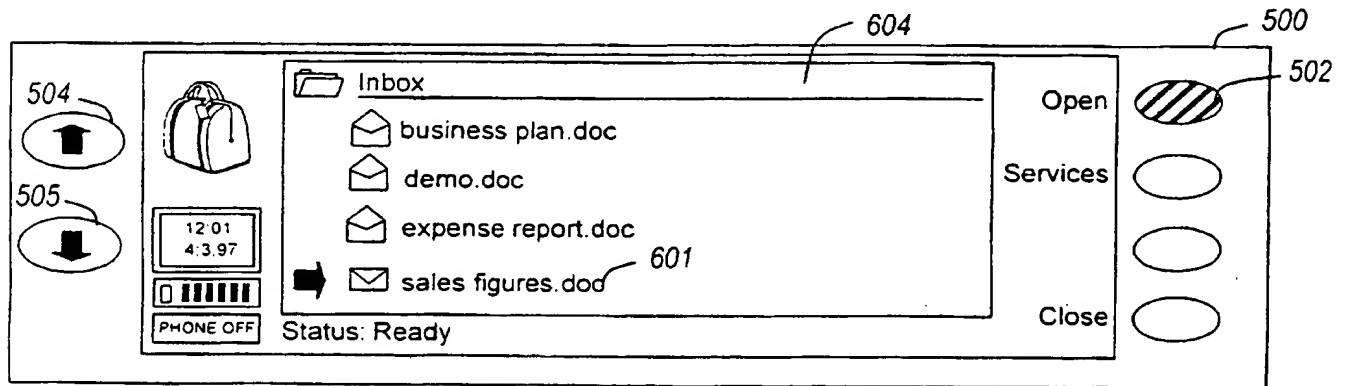 604
500
502
504
505
Inbox
business plan.doc
demo.doc
expense report.doc
sales figures.doc
601
12:01
4:3.97
PHONE OFF
Status: Ready
Open
Services
Close